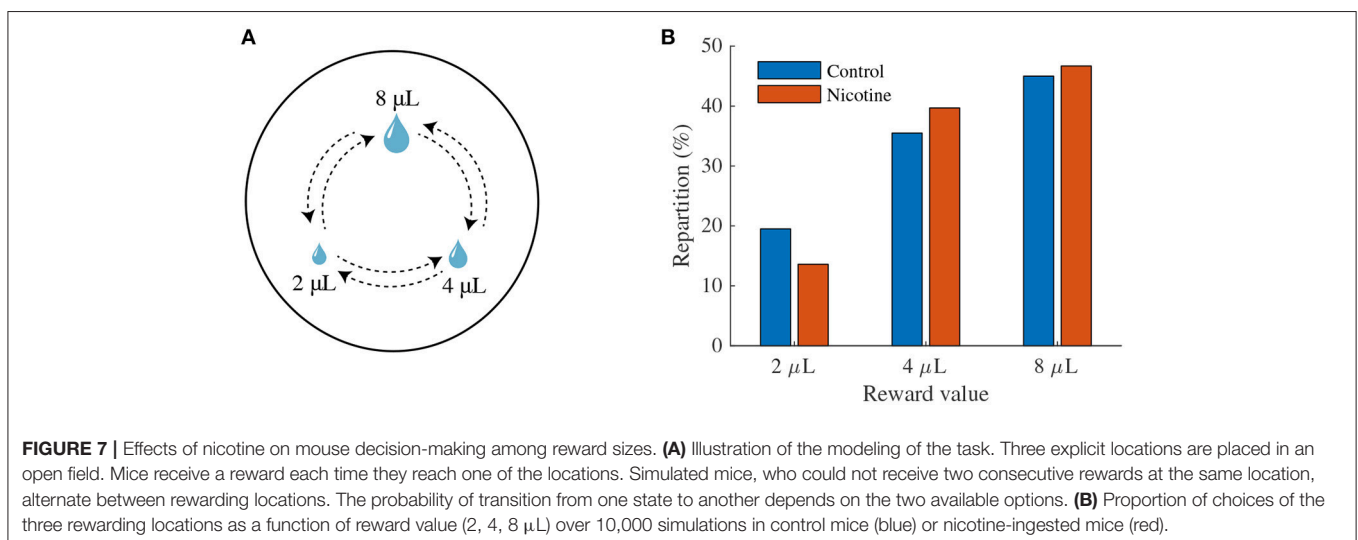 A
8 μL
2 μL
4 μL
B
50
40
30
20
10
0
Repartition (%)
Control
Nicotine
2 μL
4 μL
8 μL
Reward value
FIGURE 7 | Effects of nicotine on mouse decision-making among reward sizes. (A) Illustration of the modeling of the task. Three explicit locations are placed in an
open field. Mice receive a reward each time they reach one of the locations. Simulated mice, who could not receive two consecutive rewards at the same location,
alternate between rewarding locations. The probability of transition from one state to another depends on the two available options. (B) Proportion of choices of the
three rewarding locations as a function of reward value (2, 4, 8 μL) over 10,000 simulations in control mice (blue) or nicotine-ingested mice (red).